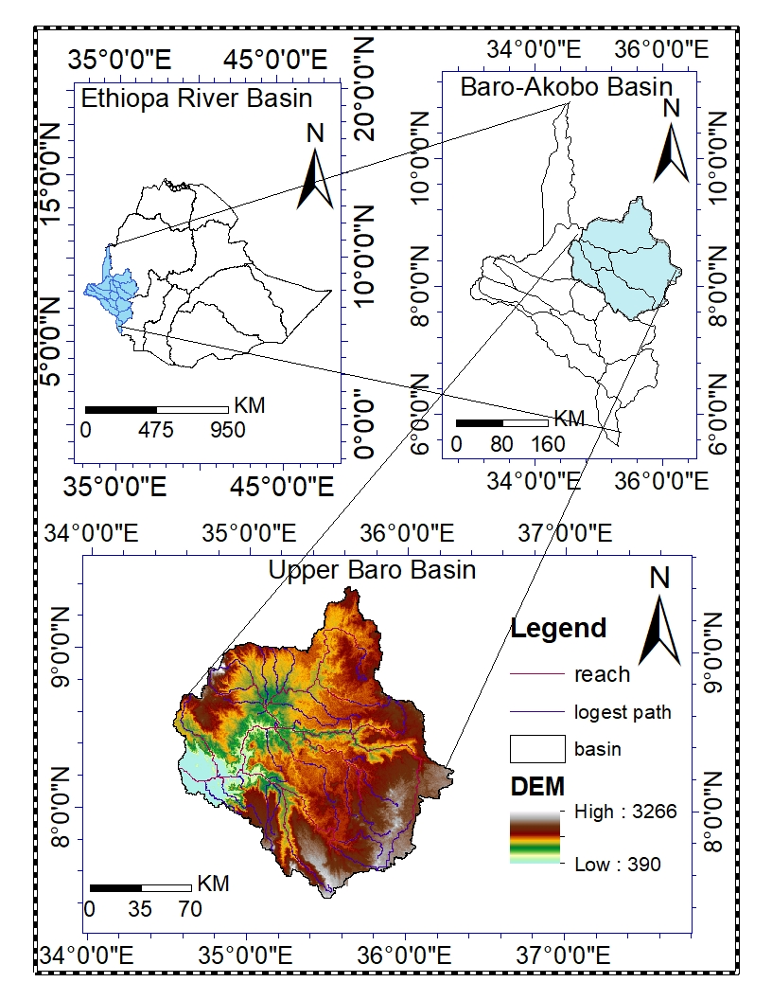 35°0'0"E 45°0'0"E
Ethiopa River Basin
N
20°0'0"N
15°0'0"N
10°0'0"N
5°0'0"N
0°0'0"
KM
0 475 950
35°0'0"E 45°0'0"E
34°0'0"E 36°0'0"E
Baro-Akobo Basin
N
10°0'0"N
10°0'0"N
8°0'0"N
8°0'0"N
6°0'0"N
6°0'0"N
KM
0 80 160
34°0'0"E 36°0'0"E
34°0'0"E 35°0'0"E 36°0'0"E 37°0'0"E
Upper Baro Basin
N
9°0'0"N
9°0'0"N
8°0'0"N
8°0'0"N
Legend
reach
logest path
basin
DEM
High : 3266
Low : 390
KM
0 35 70
34°0'0"E 35°0'0"E 36°0'0"E 37°0'0"E